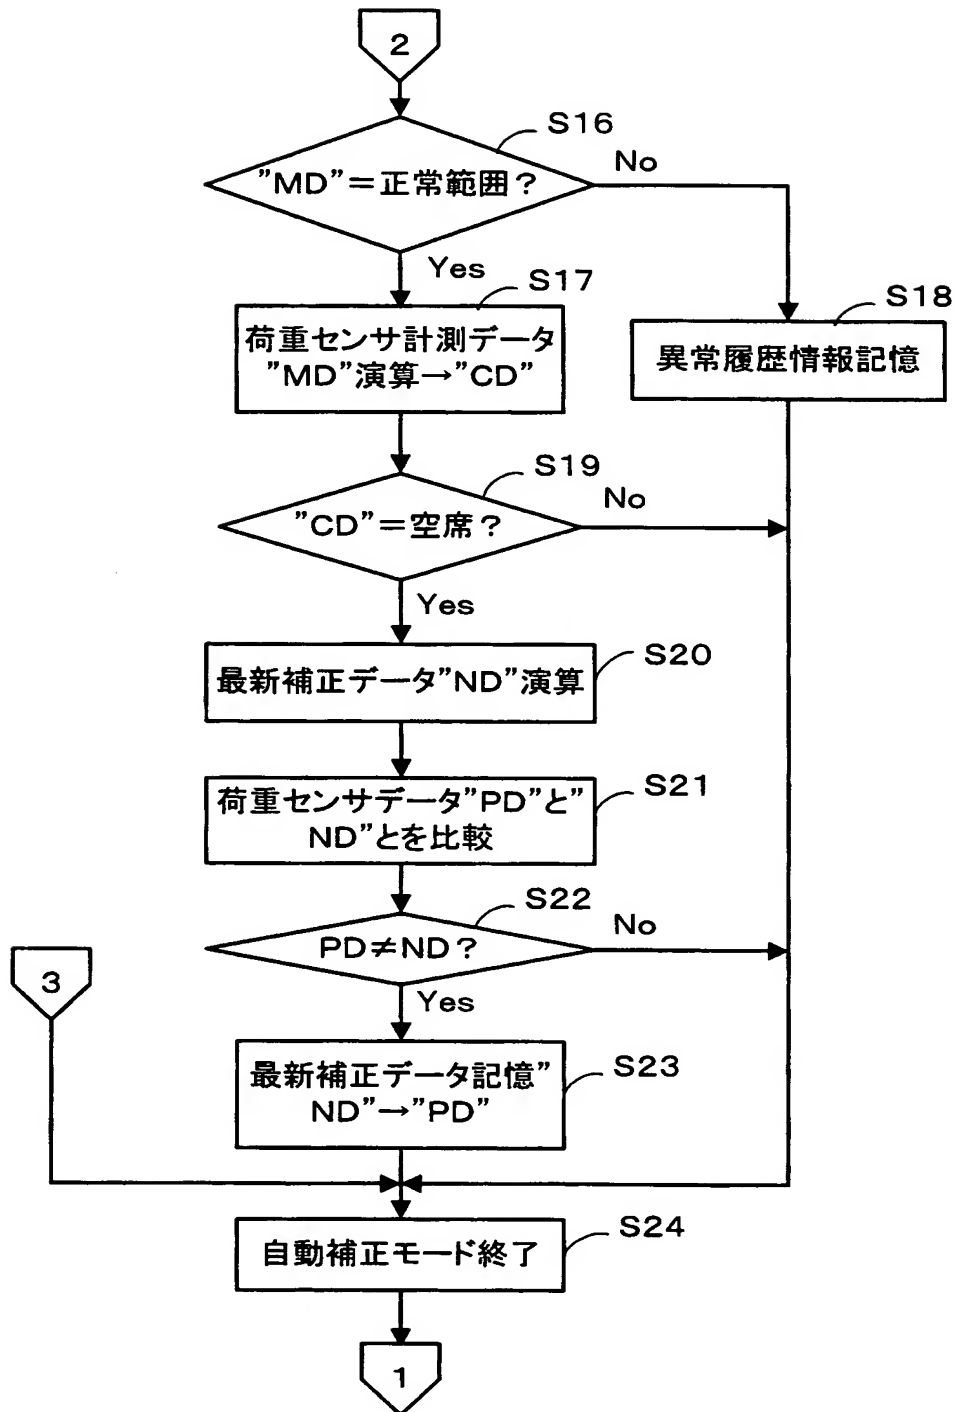 2
S16
"MD"=正常範囲?
No
Yes
S17
荷重センサ計測データ
"MD"演算→"CD"
S18
異常履歴情報記憶
S19
"CD"=空席?
No
Yes
S20
最新補正データ"ND"演算
S21
荷重センサデータ"PD"と"
ND"とを比較
S22
PD≠ND?
No
3
Yes
S23
最新補正データ記憶"
ND"→"PD"
S24
自動補正モード終了
1